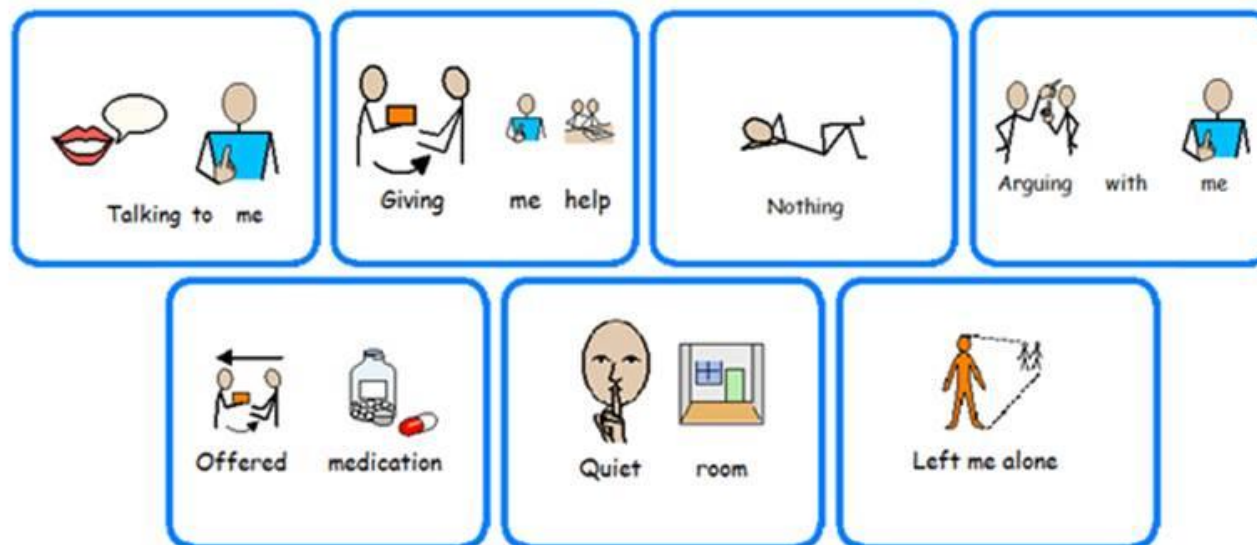 Talking to me
Giving me help
Nothing
Arguing with me
Offered medication
Quiet room
Left me alone